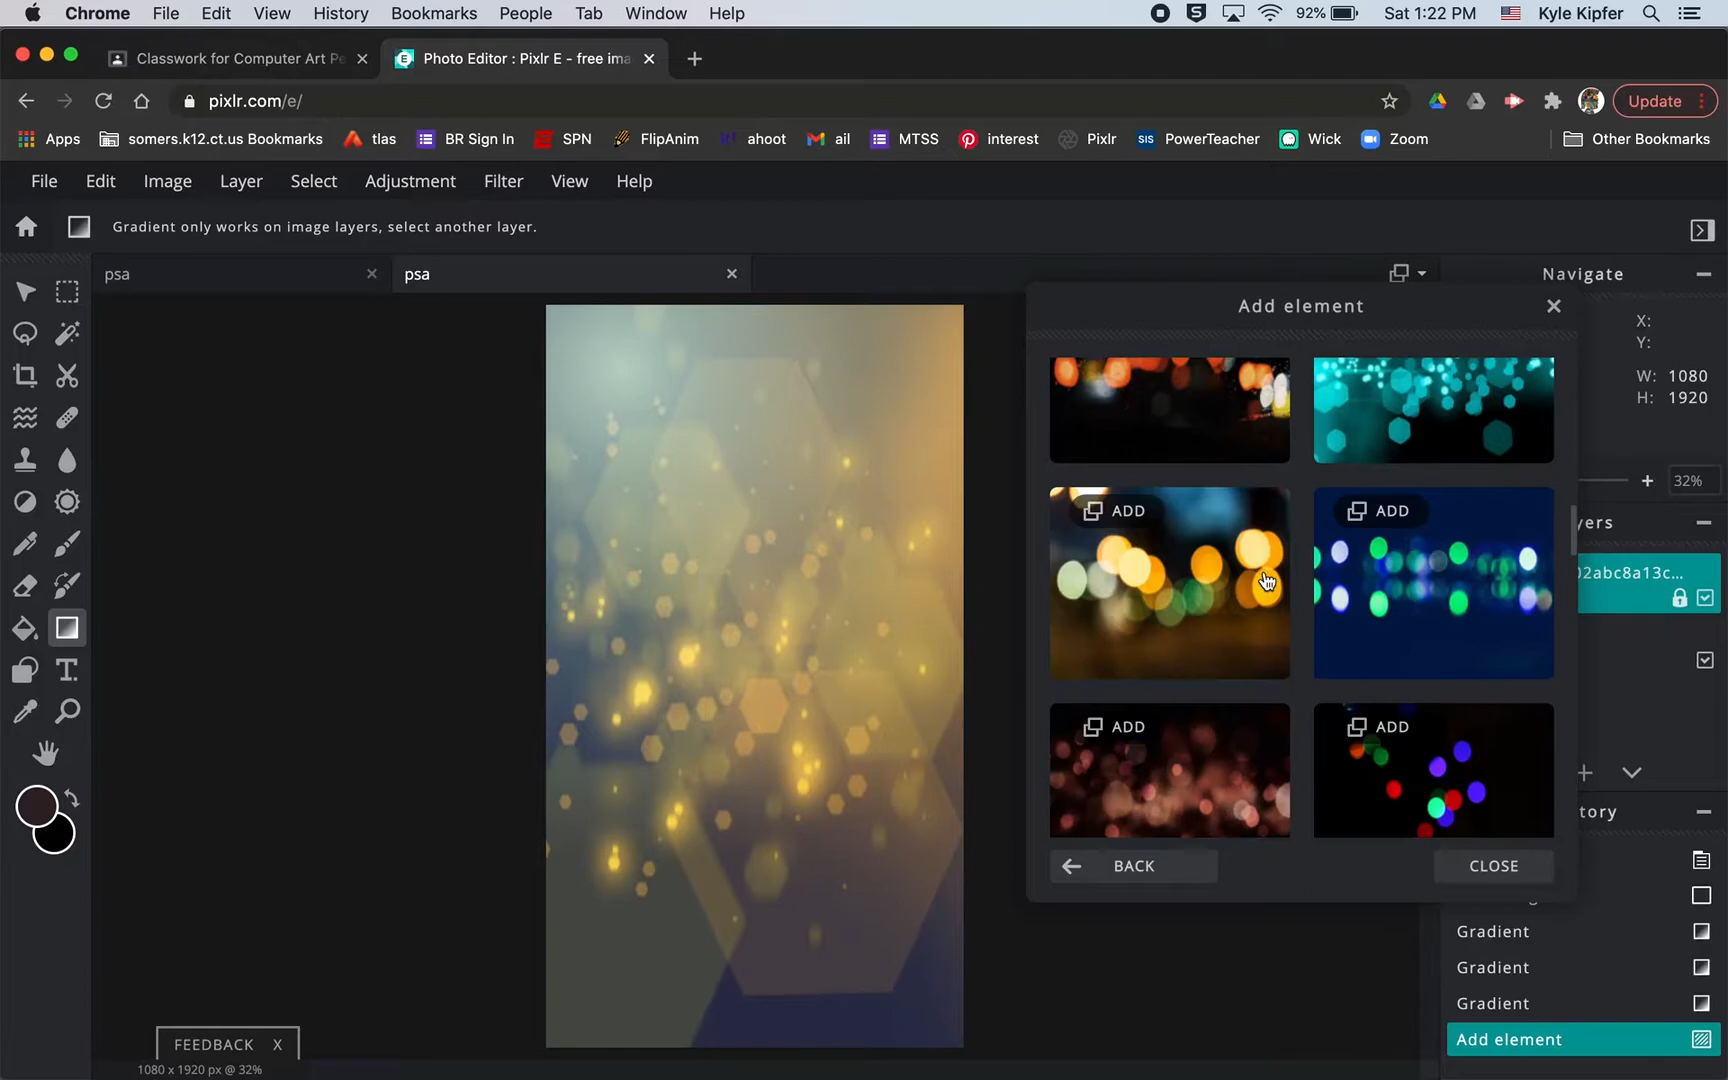 Chrome File Edit View History Bookmarks People Tab Window Help 92% Sat 1:22 PM Kyle Kipfer
Classwork for Computer Art Pe Photo Editor : Pixlr E - free ima
pixlr.com/e/ Update
Apps somers.k12.ct.us Bookmarks tlas BR Sign In SPN FlipAnim ahoot ail MTSS interest Pixlr SIS PowerTeacher Wick Zoom Other Bookmarks
File Edit Image Layer Select Adjustment Filter View Help
Gradient only works on image layers, select another layer.
psa psa Navigate
Add element
X:
Y:
W: 1080
H: 1920
32%
ADD ADD
yers
02abc8a13c...
ADD ADD
tory
BACK CLOSE
Gradient
Gradient
Gradient
Add element
FEEDBACK X
1080 x 1920 px @ 32%